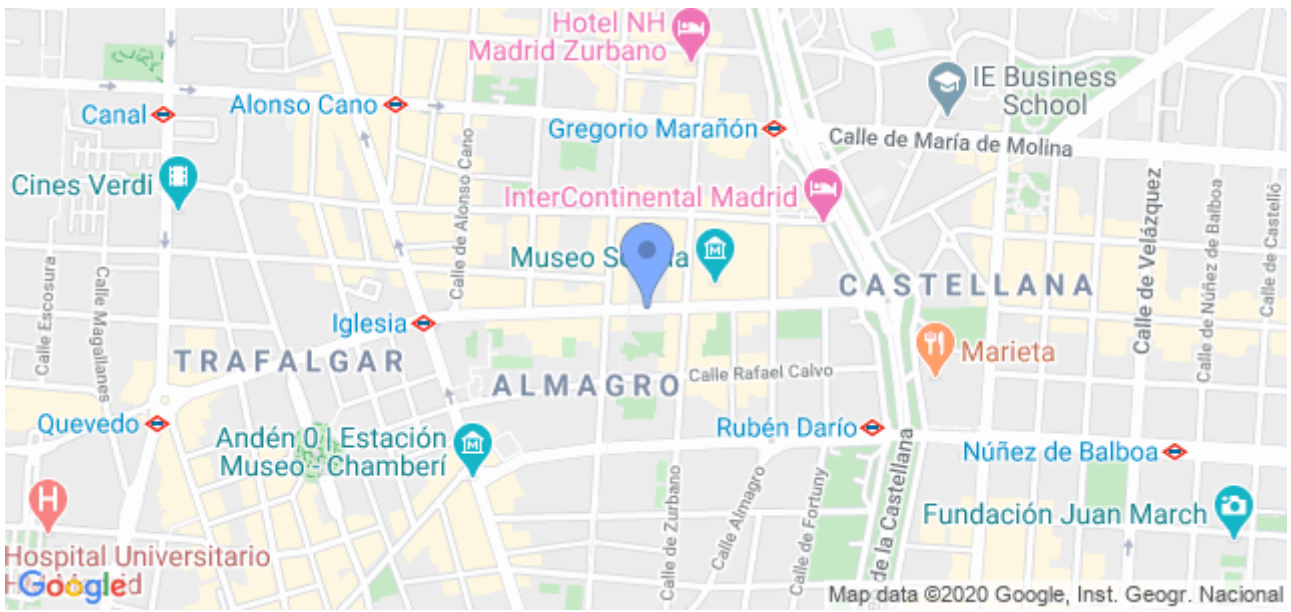 Hotel NH
Madrid Zurbano
Canal
Alonso Cano
Gregorio Marañón
IE Business
School
Calle de María de Molina
Cines Verdi
Calle de Alonso Cano
InterContinental Madrid
Museo
CASTELLANA
Calle de Velázquez
Calle de Núñez de Balboa
Calle de Castelló
Calle Escosura
Calle Magallanes
Iglesia
TRAFALGAR
Marieta
ALMAGRO
Calle Rafael Calvo
Quevedo
Andén 0 | Estación
Museo - Chamberí
Rubén Darío
Núñez de Balboa
Calle de Zurbano
Calle Almagro
Calle de Fortuny
de la Castellana
Fundación Juan March
H
Hospital Universitario
Google
Map data ©2020 Google, Inst. Geogr. Nacional